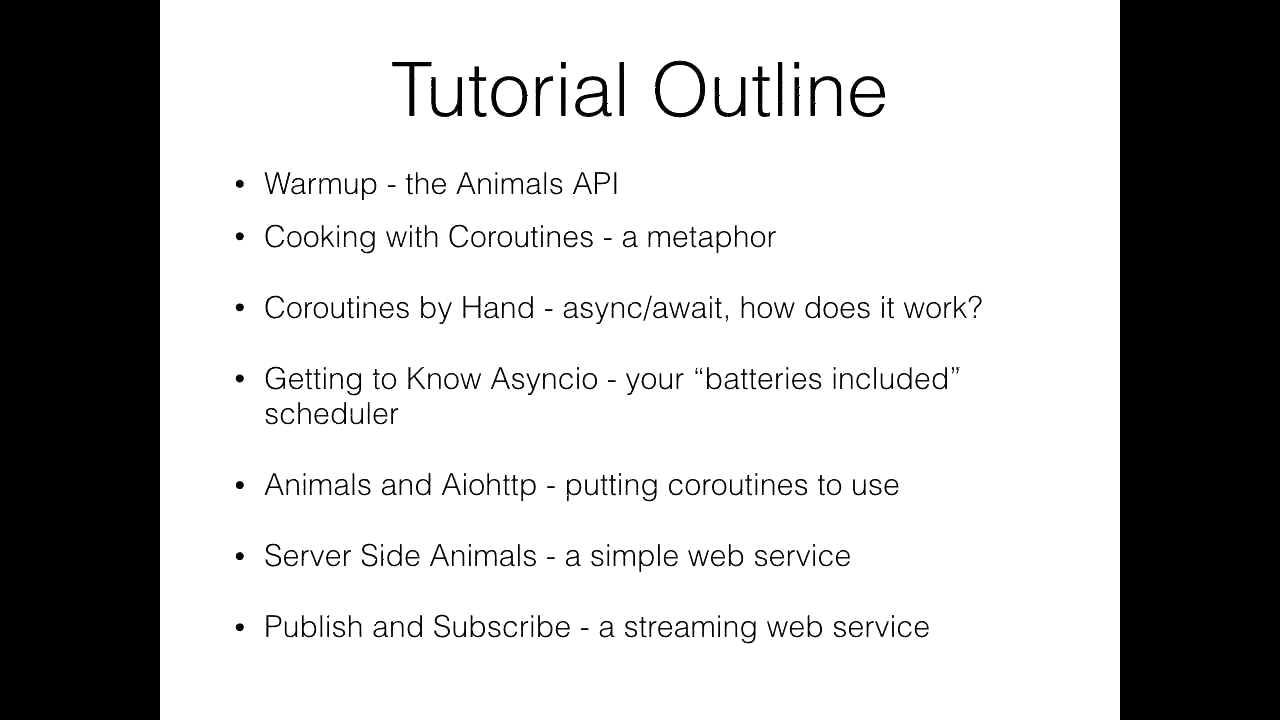 Tutorial Outline
• Warmup - the Animals API
• Cooking with Coroutines - a metaphor
• Coroutines by Hand - async/await, how does it work?
• Getting to Know Asyncio - your “batteries included”
scheduler
• Animals and Aiohttp - putting coroutines to use
• Server Side Animals - a simple web service
• Publish and Subscribe - a streaming web service